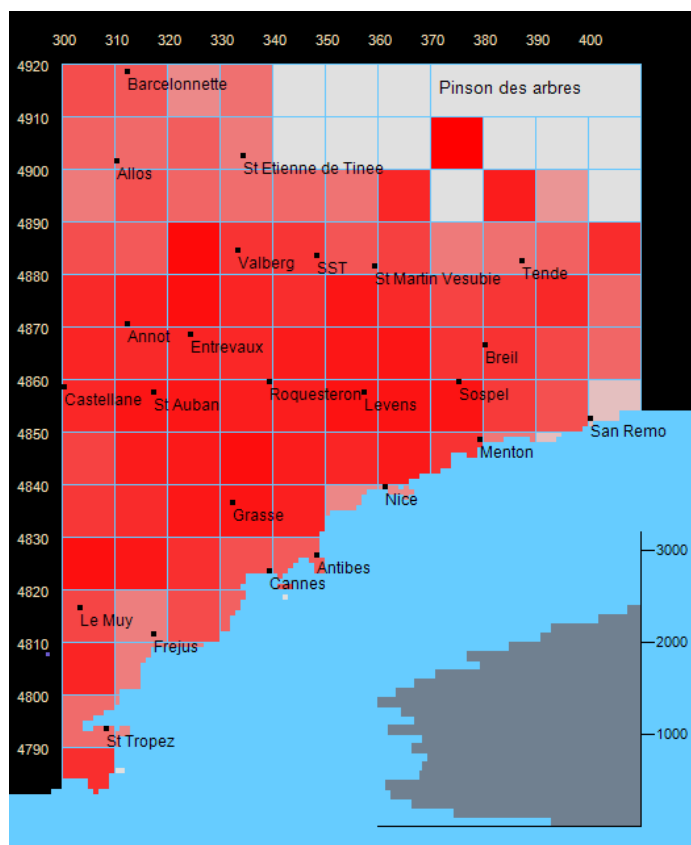 300 310 320 330 340 350 360 370 380 390 400
4920
Pinson des arbres
Barcelonnette
4910
St Etienne de Tinee
Allos
4900
4890
Valberg SST St Martin Vesubie Tende
4880
Annot
4870
Entrevaux
Breil
4860
Castellane St Auban Roquesteron Levens Sospel
4850
San Remo
Menton
4840
Nice
Grasse
4830
3000
Antibes
Cannes
4820
Le Muy
4810
2000
Frejus
4800
St Tropez
1000
4790